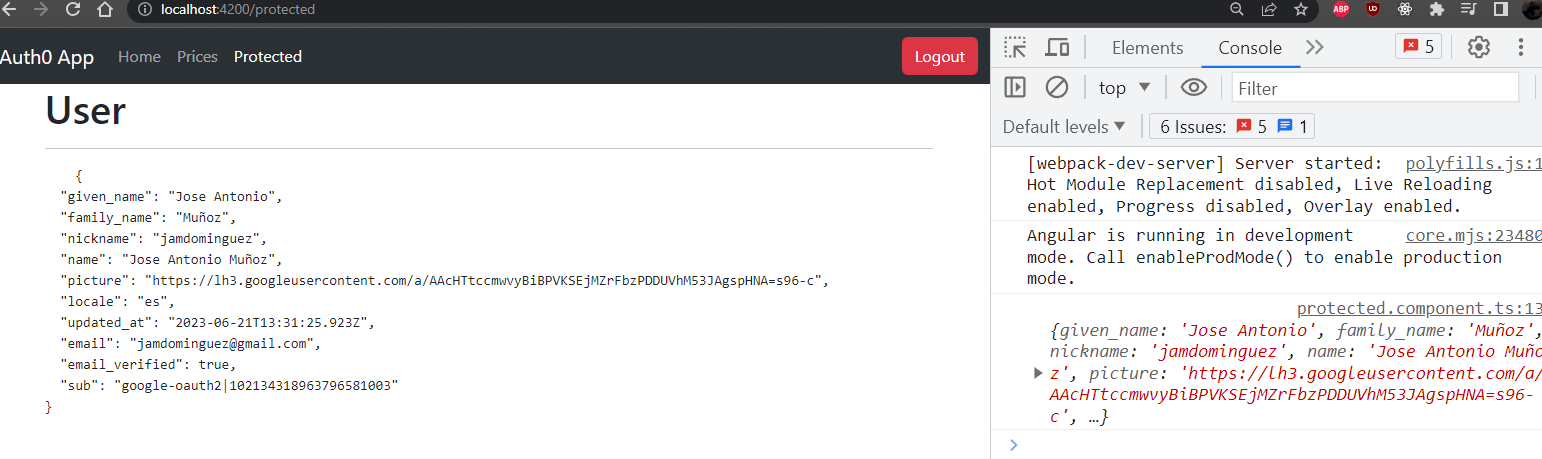 localhost:4200/protected
ABP
UD
Auth0 App Home Prices Protected Logout
User
{
"given_name": "Jose Antonio",
"family_name": "Muñoz",
"nickname": "jamdominguez",
"name": "Jose Antonio Muñoz",
"picture": "https://lh3.googleusercontent.com/a/AAcHTtccmwvyBiBPVKSEjMZrFbzPDDUVhM53JAgspHNA=s96-c",
"locale": "es",
"updated_at": "2023-06-21T13:31:25.923Z",
"email": "jamdominguez@gmail.com",
"email_verified": true,
"sub": "google-oauth2|102134318963796581003"
}
Elements Console 5
top Filter
Default levels 6 Issues: 5 1
[webpack-dev-server] Server started: polyfills.js:1
Hot Module Replacement disabled, Live Reloading
enabled, Progress disabled, Overlay enabled.
Angular is running in development core.mjs:23480
mode. Call enableProdMode() to enable production
mode.
protected.component.ts:13
{given_name: 'Jose Antonio', family_name: 'Muñoz',
nickname: 'jamdominguez', name: 'Jose Antonio Muño
z', picture: 'https://lh3.googleusercontent.com/a/
AAcHTtccmwvyBiBPVKSEjMZrFbzPDDUVhM53JAgspHNA=s96-
c', …}